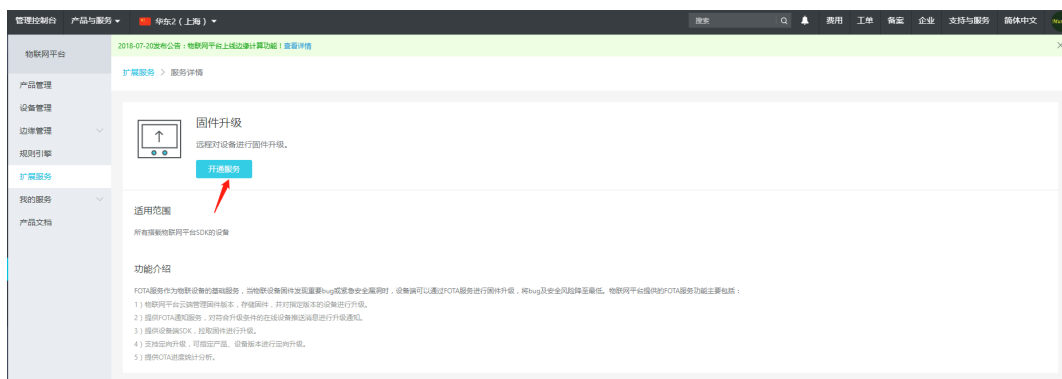 管理控制台 产品与服务 华东2（上海） 搜索 费用 工单 备案 企业 支持与服务 简体中文
物联网平台
2018-07-20发布公告：物联网平台上线边缘计算功能！查看详情
扩展服务 > 服务详情
产品管理
设备管理
边缘管理
规则引擎
扩展服务
我的服务
产品文档
固件升级
远程对设备进行固件升级。
开通服务
适用范围
所有搭载物联网平台SDK的设备
功能介绍
FOTA服务作为物联设备的基础服务，当物联设备固件发现重要bug或紧急安全漏洞时，设备端可以通过FOTA服务进行固件升级，将bug及安全风险降至最低。物联网平台提供的FOTA服务功能主要包括：
1）物联网平台云端管理固件版本，存储固件，并对指定版本的设备进行升级。
2）提供FOTA通知服务，对符合升级条件的在线设备推送消息进行升级通知。
3）提供设备端SDK，拉取固件进行升级。
4）支持定向升级，可指定产品、设备版本进行定向升级。
5）提供OTA进度统计分析。